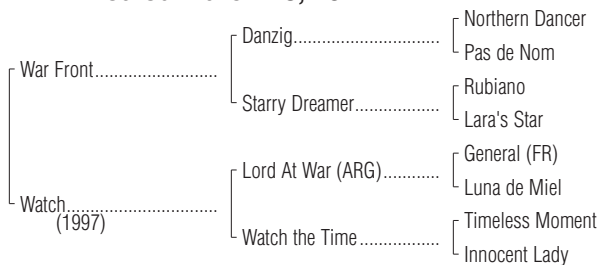 Northern Dancer
Danzig
Pas de Nom
War Front
Rubiano
Starry Dreamer
Lara's Star
General (FR)
Lord At War (ARG)
Luna de Miel
Watch
(1997)
Timeless Moment
Watch the Time
Innocent Lady